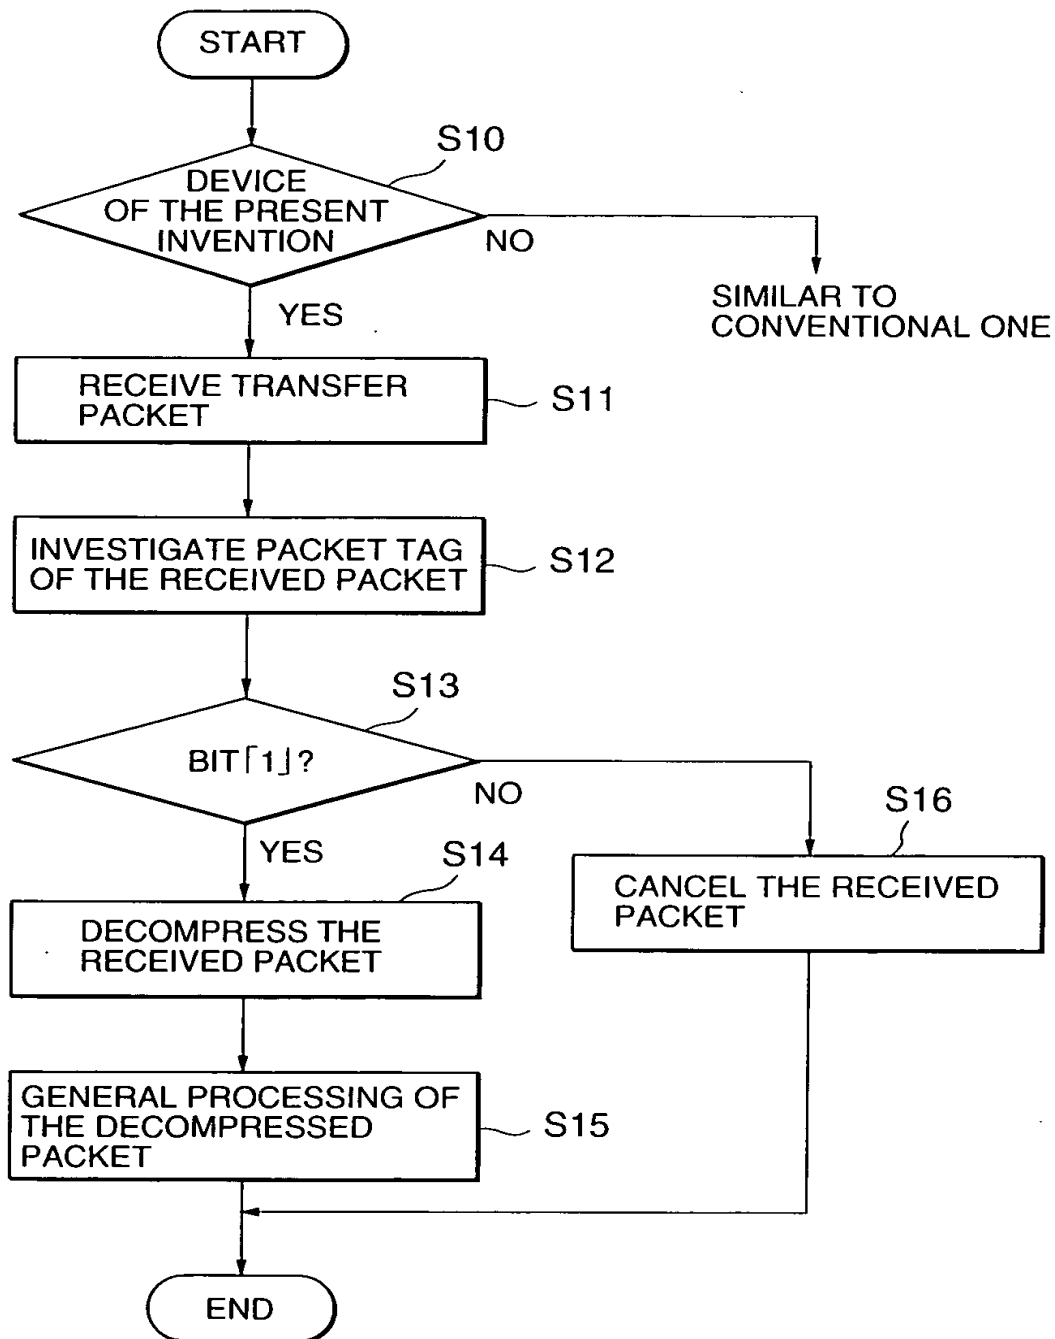 START
S10
DEVICE
OF THE PRESENT
INVENTION
NO
YES
SIMILAR TO
CONVENTIONAL ONE
RECEIVE TRANSFER
PACKET
S11
INVESTIGATE PACKET TAG
OF THE RECEIVED PACKET
S12
S13
BIT「1」?
NO
YES
S14
S16
DECOMPRESS THE
RECEIVED PACKET
CANCEL THE RECEIVED
PACKET
GENERAL PROCESSING OF
THE DECOMPRESSED
PACKET
S15
END